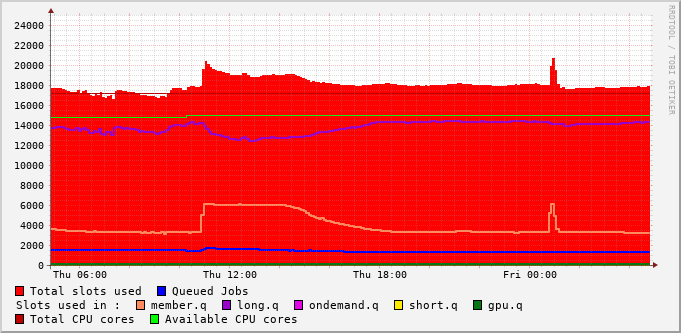 24000
22000
20000
18000
16000
14000
12000
10000
8000
6000
4000
2000
0
Thu 06:00 Thu 12:00 Thu 18:00 Fri 00:00
RRDTOOL / TOBI OETIKER
Total slots used Queued Jobs
Slots used in : member.q long.q ondemand.q short.q gpu.q
Total CPU cores Available CPU cores